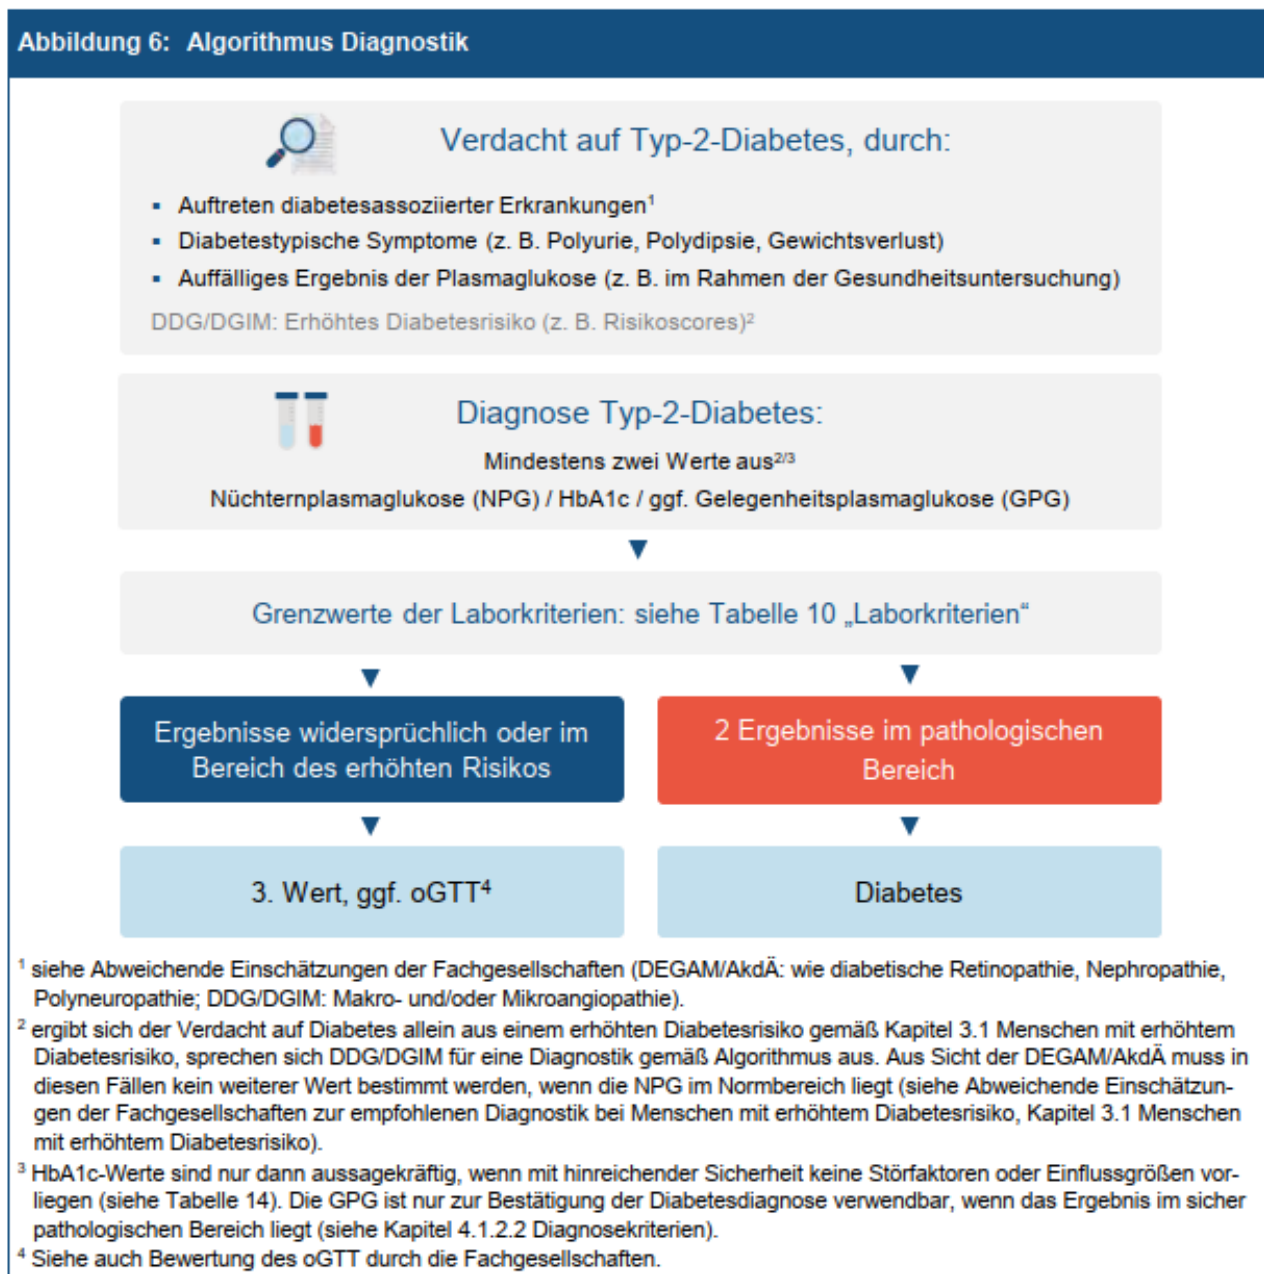 Abbildung 6: Algorithmus Diagnostik
Verdacht auf Typ-2-Diabetes, durch:
▪ Auftreten diabetesassoziierter Erkrankungen¹
▪ Diabetestypische Symptome (z. B. Polyurie, Polydipsie, Gewichtsverlust)
▪ Auffälliges Ergebnis der Plasmaglukose (z. B. im Rahmen der Gesundheitsuntersuchung)
DDG/DGIM: Erhöhtes Diabetesrisiko (z. B. Risikoscores)²
Diagnose Typ-2-Diabetes:
Mindestens zwei Werte aus²/³
Nüchternplasmaglukose (NPG) / HbA1c / ggf. Gelegenheitsplasmaglukose (GPG)
Grenzwerte der Laborkriterien: siehe Tabelle 10 „Laborkriterien“
Ergebnisse widersprüchlich oder im
Bereich des erhöhten Risikos
2 Ergebnisse im pathologischen
Bereich
3. Wert, ggf. oGTT⁴
Diabetes
¹ siehe Abweichende Einschätzungen der Fachgesellschaften (DEGAM/AkdÄ: wie diabetische Retinopathie, Nephropathie,
Polyneuropathie; DDG/DGIM: Makro- und/oder Mikroangiopathie).
² ergibt sich der Verdacht auf Diabetes allein aus einem erhöhten Diabetesrisiko gemäß Kapitel 3.1 Menschen mit erhöhtem
Diabetesrisiko, sprechen sich DDG/DGIM für eine Diagnostik gemäß Algorithmus aus. Aus Sicht der DEGAM/AkdÄ muss in
diesen Fällen kein weiterer Wert bestimmt werden, wenn die NPG im Normbereich liegt (siehe Abweichende Einschätzun-
gen der Fachgesellschaften zur empfohlenen Diagnostik bei Menschen mit erhöhtem Diabetesrisiko, Kapitel 3.1 Menschen
mit erhöhtem Diabetesrisiko).
³ HbA1c-Werte sind nur dann aussagekräftig, wenn mit hinreichender Sicherheit keine Störfaktoren oder Einflussgrößen vor-
liegen (siehe Tabelle 14). Die GPG ist nur zur Bestätigung der Diabetesdiagnose verwendbar, wenn das Ergebnis im sicher
pathologischen Bereich liegt (siehe Kapitel 4.1.2.2 Diagnosekriterien).
⁴ Siehe auch Bewertung des oGTT durch die Fachgesellschaften.